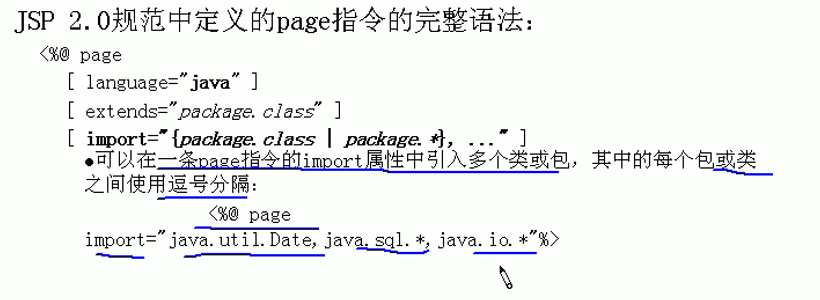 JSP 2.0规范中定义的page指令的完整语法：
<%@ page
[ language="java" ]
[ extends="package.class" ]
[ import="{package.class | package.*}, ..." ]
●可以在一条page指令的import属性中引入多个类或包，其中的每个包或类
之间使用逗号分隔：
<%@ page
import="java.util.Date,java.sql.*,java.io.*"%>